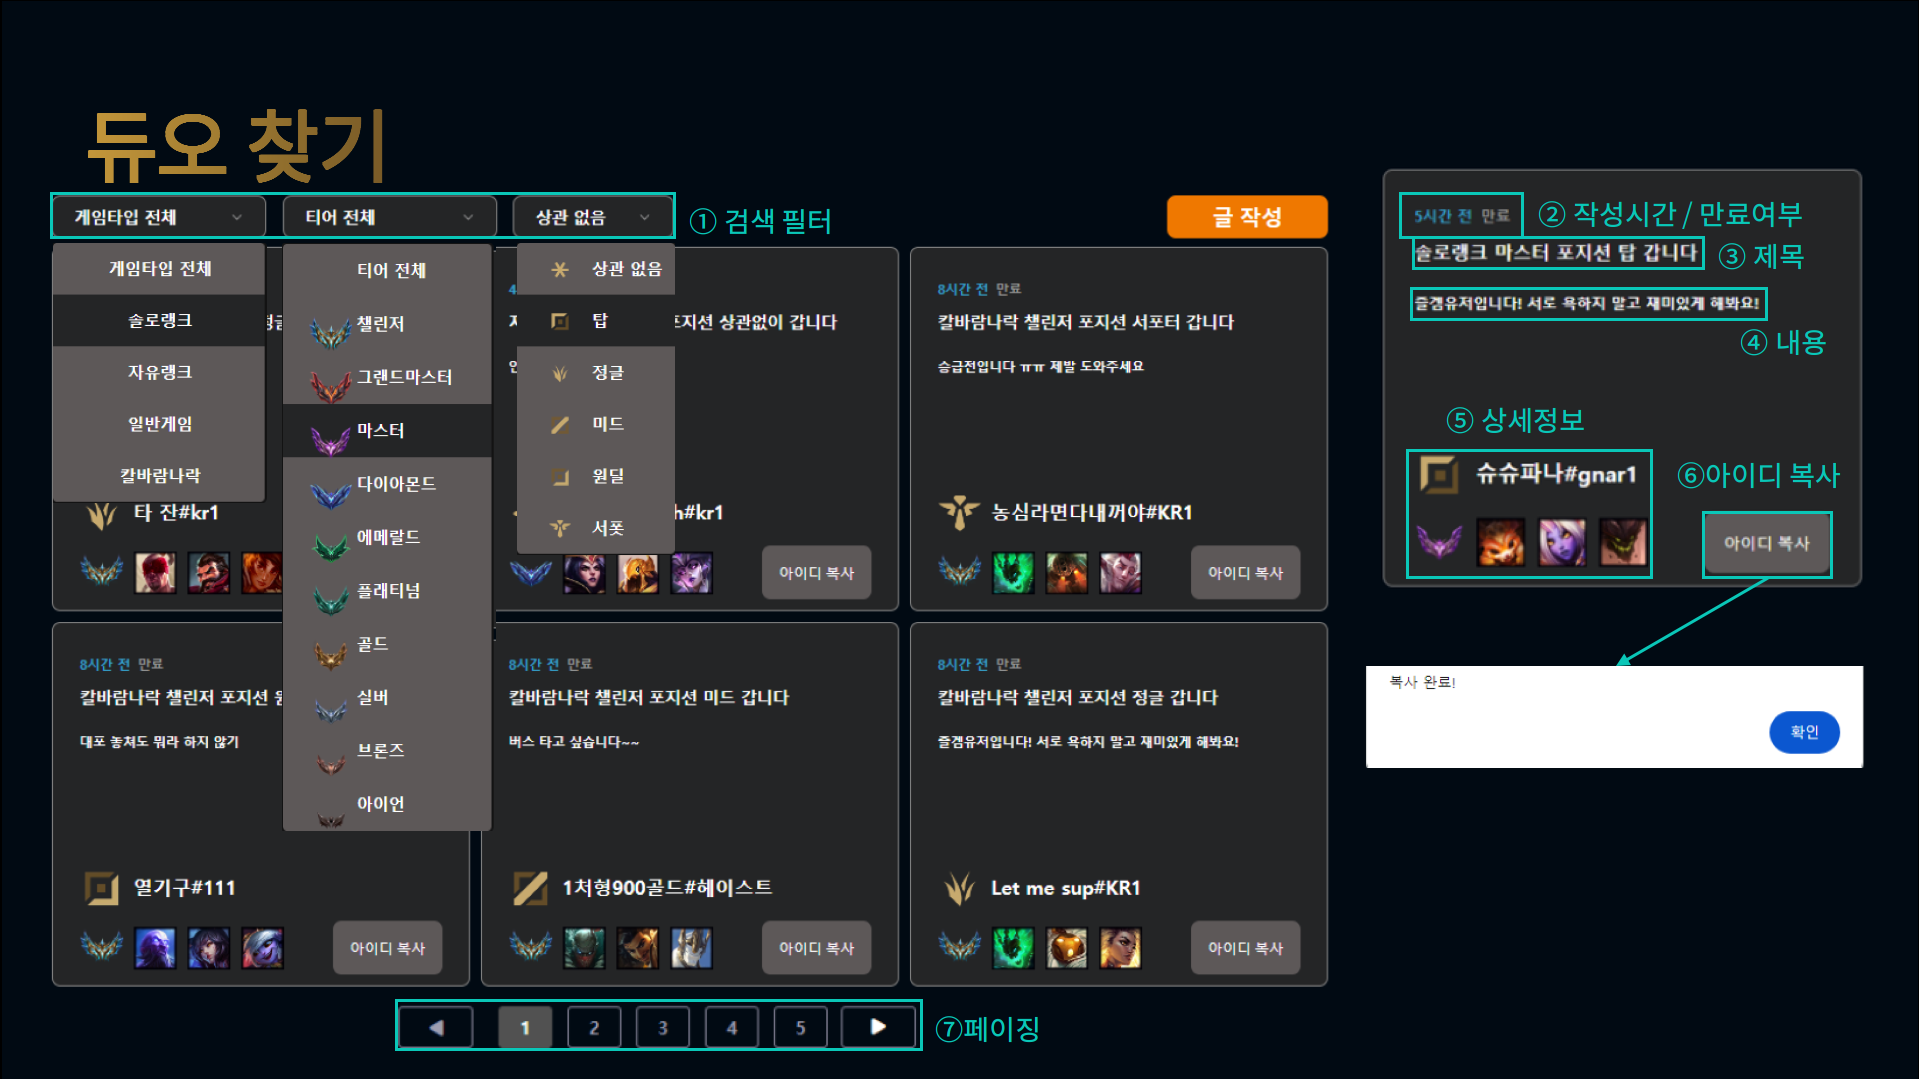 듀오 찾기
게임타입 전체
티어 전체
상관 없음
① 검색 필터
글 작성
게임타입 전체
솔로랭크
자유랭크
일반게임
칼바람나락
티어 전체
챌린저
그랜드마스터
마스터
다이아몬드
에메랄드
플래티넘
골드
실버
브론즈
아이언
상관 없음
탑
정글
미드
원딜
서폿
타 잔#kr1
포지션 상관없이 갑니다
h#kr1
아이디 복사
8시간 전 만료
칼바람나락 챌린저 포지션 서포터 갑니다
승급전입니다 ㅠㅠ 제발 도와주세요
농심라면다내꺼야#KR1
아이디 복사
8시간 전 만료
칼바람나락 챌린저 포지션
대포 놓쳐도 뭐라 하지 않기
열기구#111
아이디 복사
8시간 전 만료
칼바람나락 챌린저 포지션 미드 갑니다
버스 타고 싶습니다~~
1처형900골드#헤이스트
아이디 복사
8시간 전 만료
칼바람나락 챌린저 포지션 정글 갑니다
즐겜유저입니다! 서로 욕하지 말고 재미있게 해봐요!
Let me sup#KR1
아이디 복사
◀ 1 2 3 4 5 ▶
⑦페이징
5시간 전 만료
② 작성시간 / 만료여부
솔로랭크 마스터 포지션 탑 갑니다
③ 제목
즐겜유저입니다! 서로 욕하지 말고 재미있게 해봐요!
④ 내용
⑤ 상세정보
슈슈파나#gnar1
⑥아이디 복사
아이디 복사
복사 완료!
확인